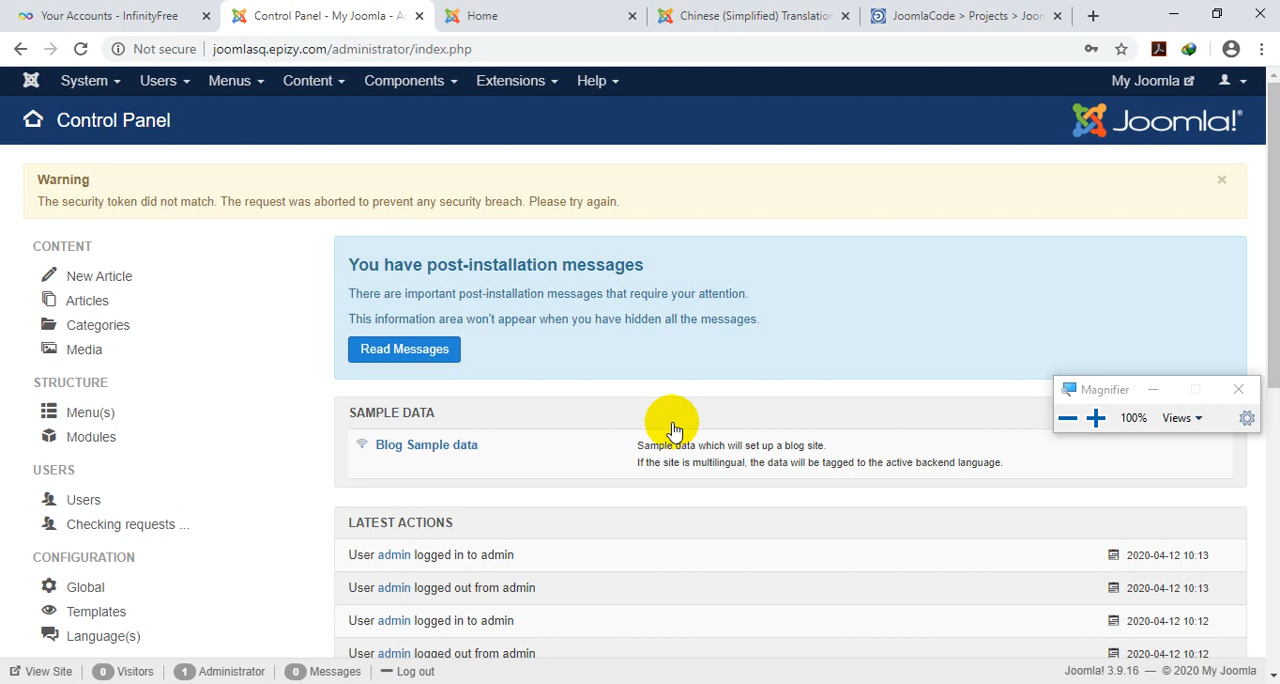 Your Accounts - InfinityFree
Control Panel - My Joomla - A
Home
Chinese (Simplified) Translation
JoomlaCode > Projects > Joom
Not secure | joomlasq.epizy.com/administrator/index.php
System Users Menus Content Components Extensions Help My Joomla
Control Panel
Joomla!®
Warning
The security token did not match. The request was aborted to prevent any security breach. Please try again.
CONTENT
New Article
Articles
Categories
Media
STRUCTURE
Menu(s)
Modules
USERS
Users
Checking requests ...
CONFIGURATION
Global
Templates
Language(s)
You have post-installation messages
There are important post-installation messages that require your attention.
This information area won't appear when you have hidden all the messages.
Read Messages
SAMPLE DATA
Blog Sample data
Sample data which will set up a blog site.
If the site is multilingual, the data will be tagged to the active backend language.
LATEST ACTIONS
User admin logged in to admin 2020-04-12 10:13
User admin logged out from admin 2020-04-12 10:13
User admin logged in to admin 2020-04-12 10:12
User admin logged out from admin 2020-04-12 10:12
Magnifier
100% Views
View Site 0 Visitors 1 Administrator 0 Messages Log out
Joomla! 3.9.16 — © 2020 My Joomla